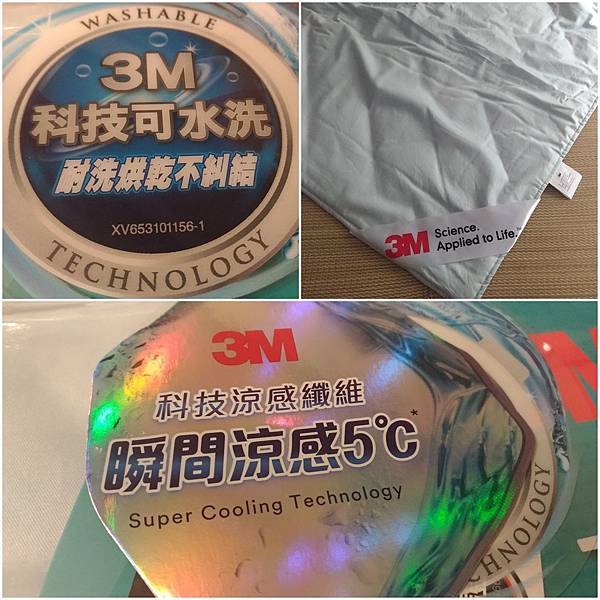 WASHABLE
3M
科技可水洗
耐洗烘乾不糾結
XV653101156-1
TECHNOLOGY
3M Science.
Applied to Life.™
3M
科技涼感纖維
瞬間涼感5℃*
Super Cooling Technology